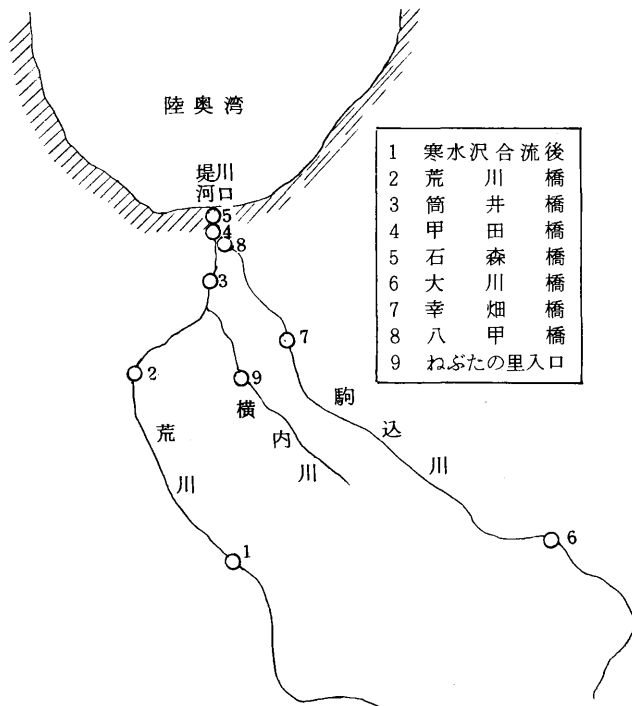 陸奥湾
堤川
河口
5
4
8
3
7
2
9
横内川
駒込川
荒川
1
6
1 寒水沢合流後
2 荒川橋
3 筒井橋
4 甲田橋
5 石森橋
6 大川橋
7 幸畑橋
8 八甲橋
9 ねぶたの里入口